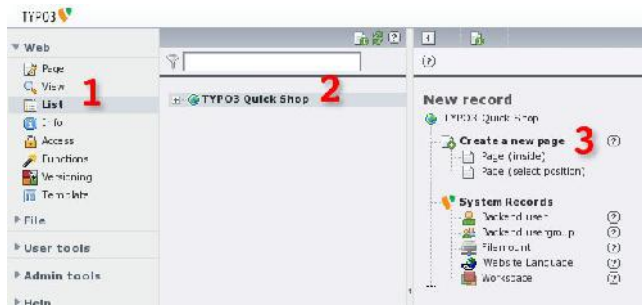 TYPO3
Web
Page
View
List
Info
Access
Functions
Versioning
Template
File
User tools
Admin tools
Help
1
TYPO3 Quick Shop
2
New record
TYPO3 Quick Shop
Create a new page
3
Page (inside)
Page (select position)
System Records
Backend user
Backend usergroup
Filemount
Website Language
Workspace